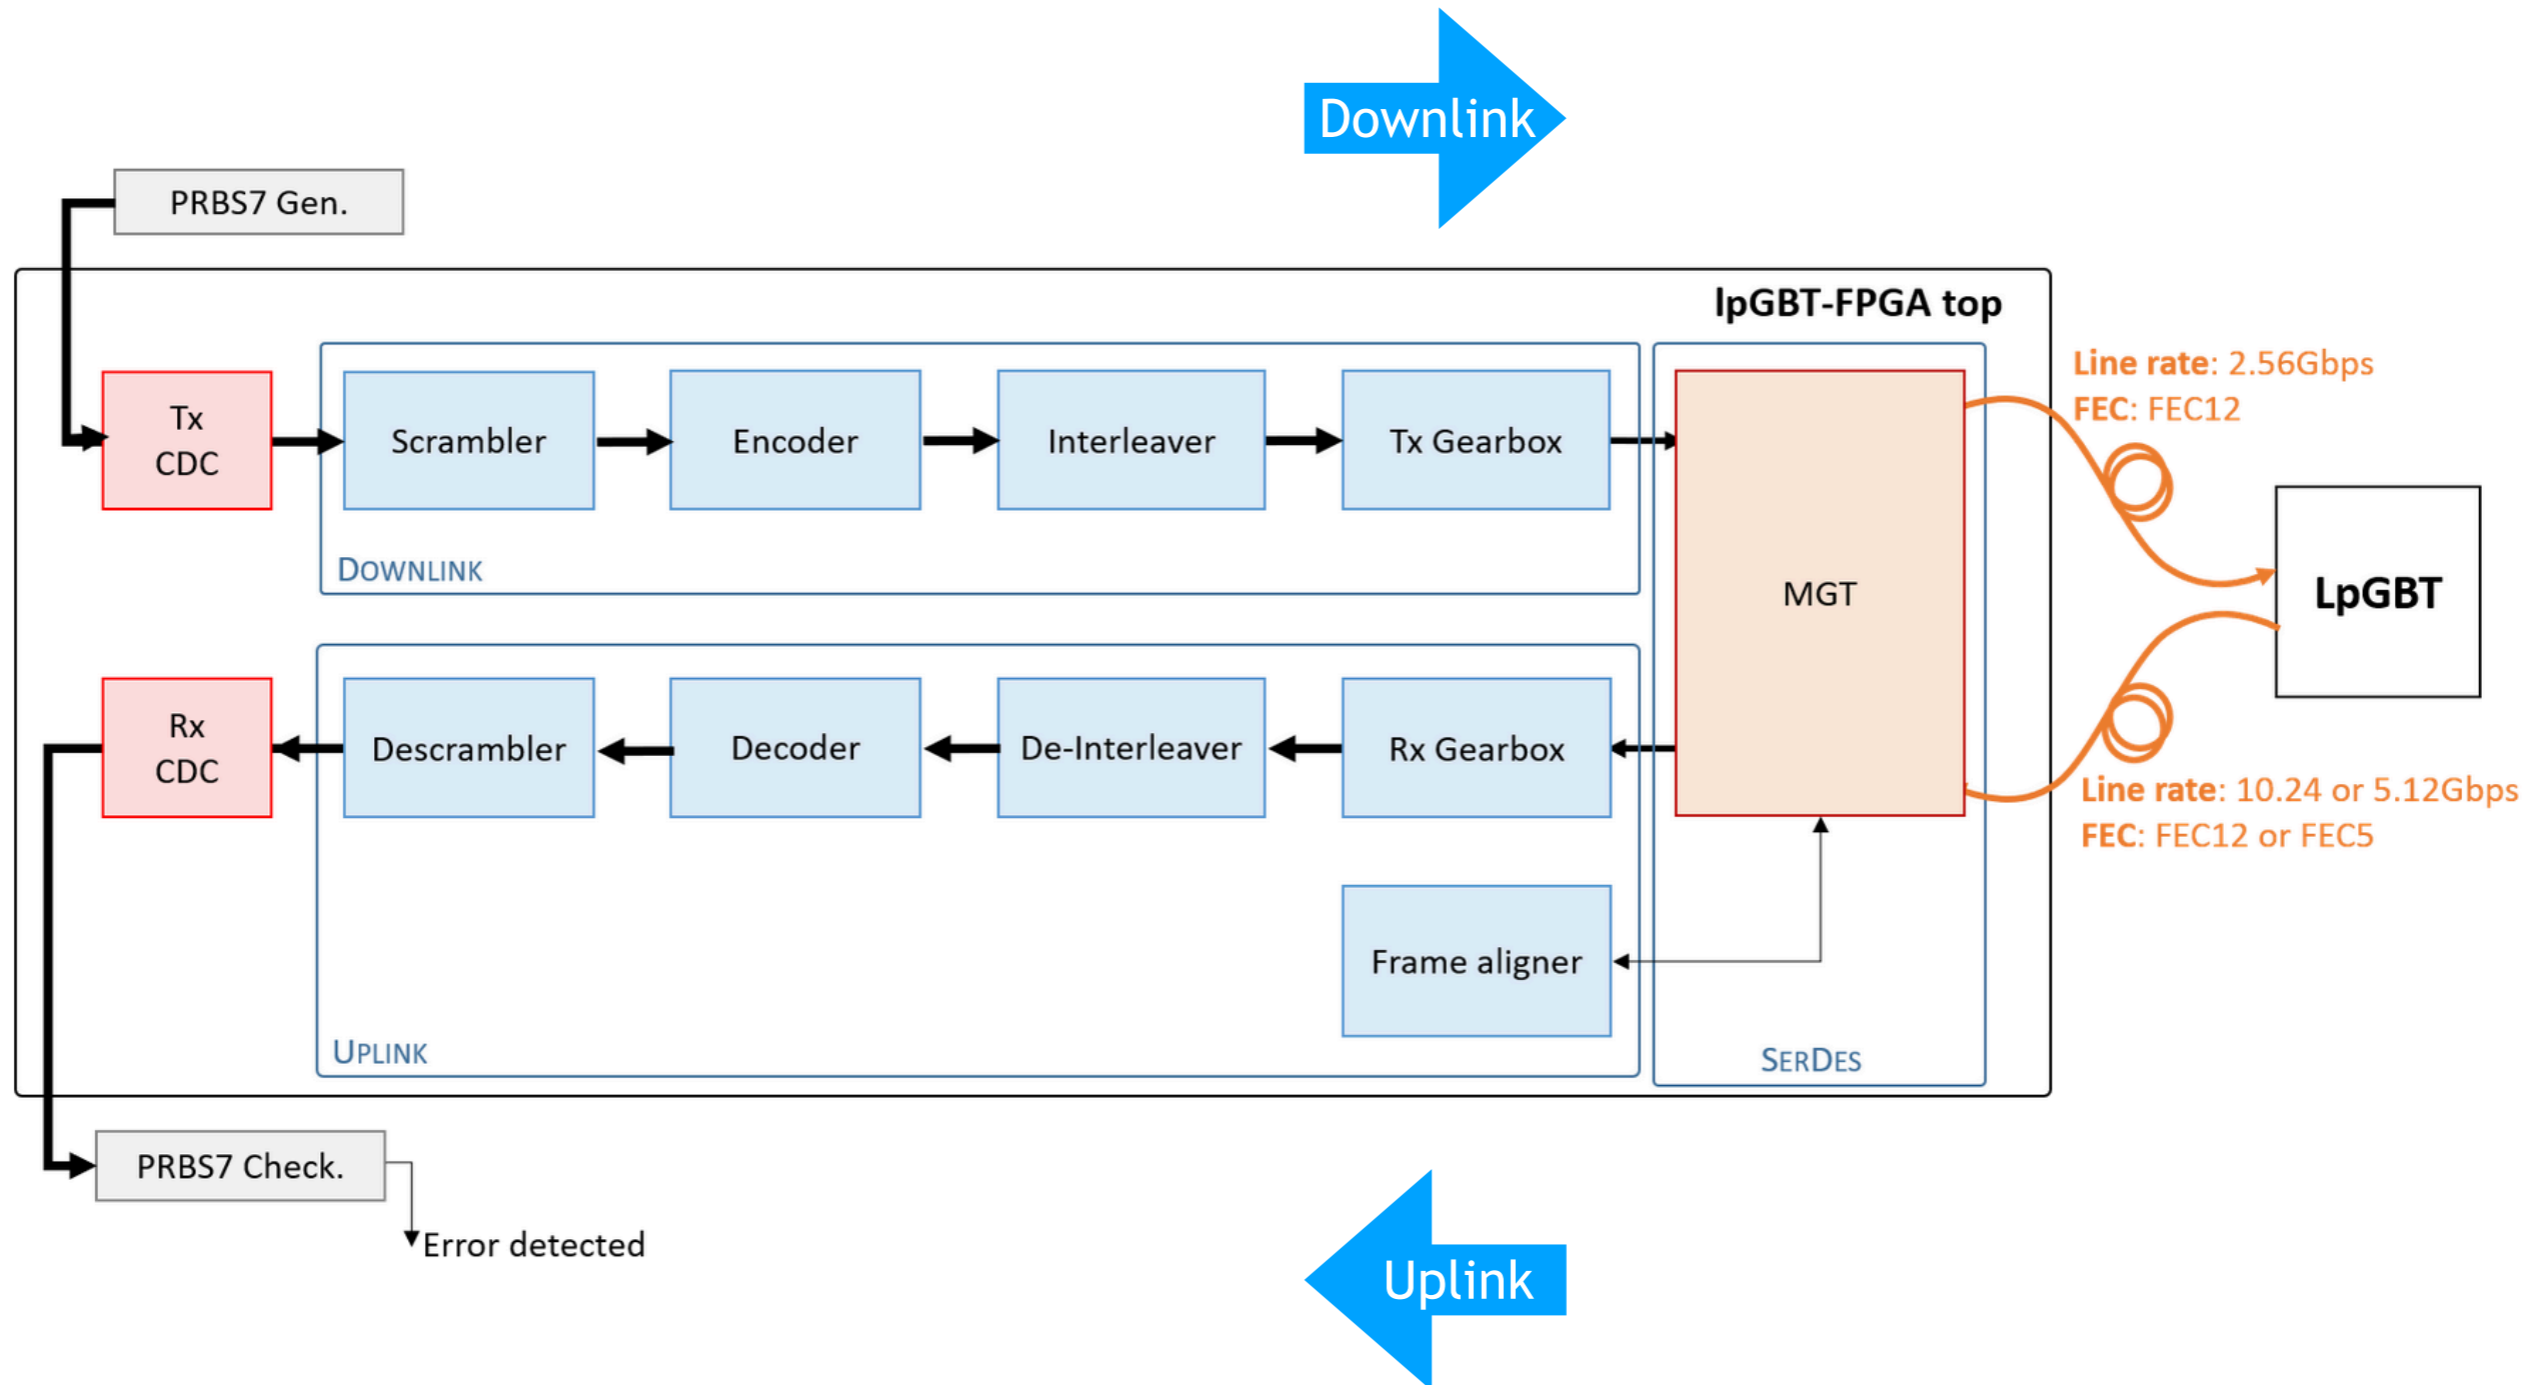 Downlink
PRBS7 Gen.
lpGBT-FPGA top
Line rate: 2.56Gbps
FEC: FEC12
Tx
CDC
Scrambler
Encoder
Interleaver
Tx Gearbox
MGT
DOWNLINK
LpGBT
Rx
CDC
Descrambler
Decoder
De-Interleaver
Rx Gearbox
Line rate: 10.24 or 5.12Gbps
FEC: FEC12 or FEC5
Frame aligner
UPLINK
SERDES
PRBS7 Check.
Error detected
Uplink